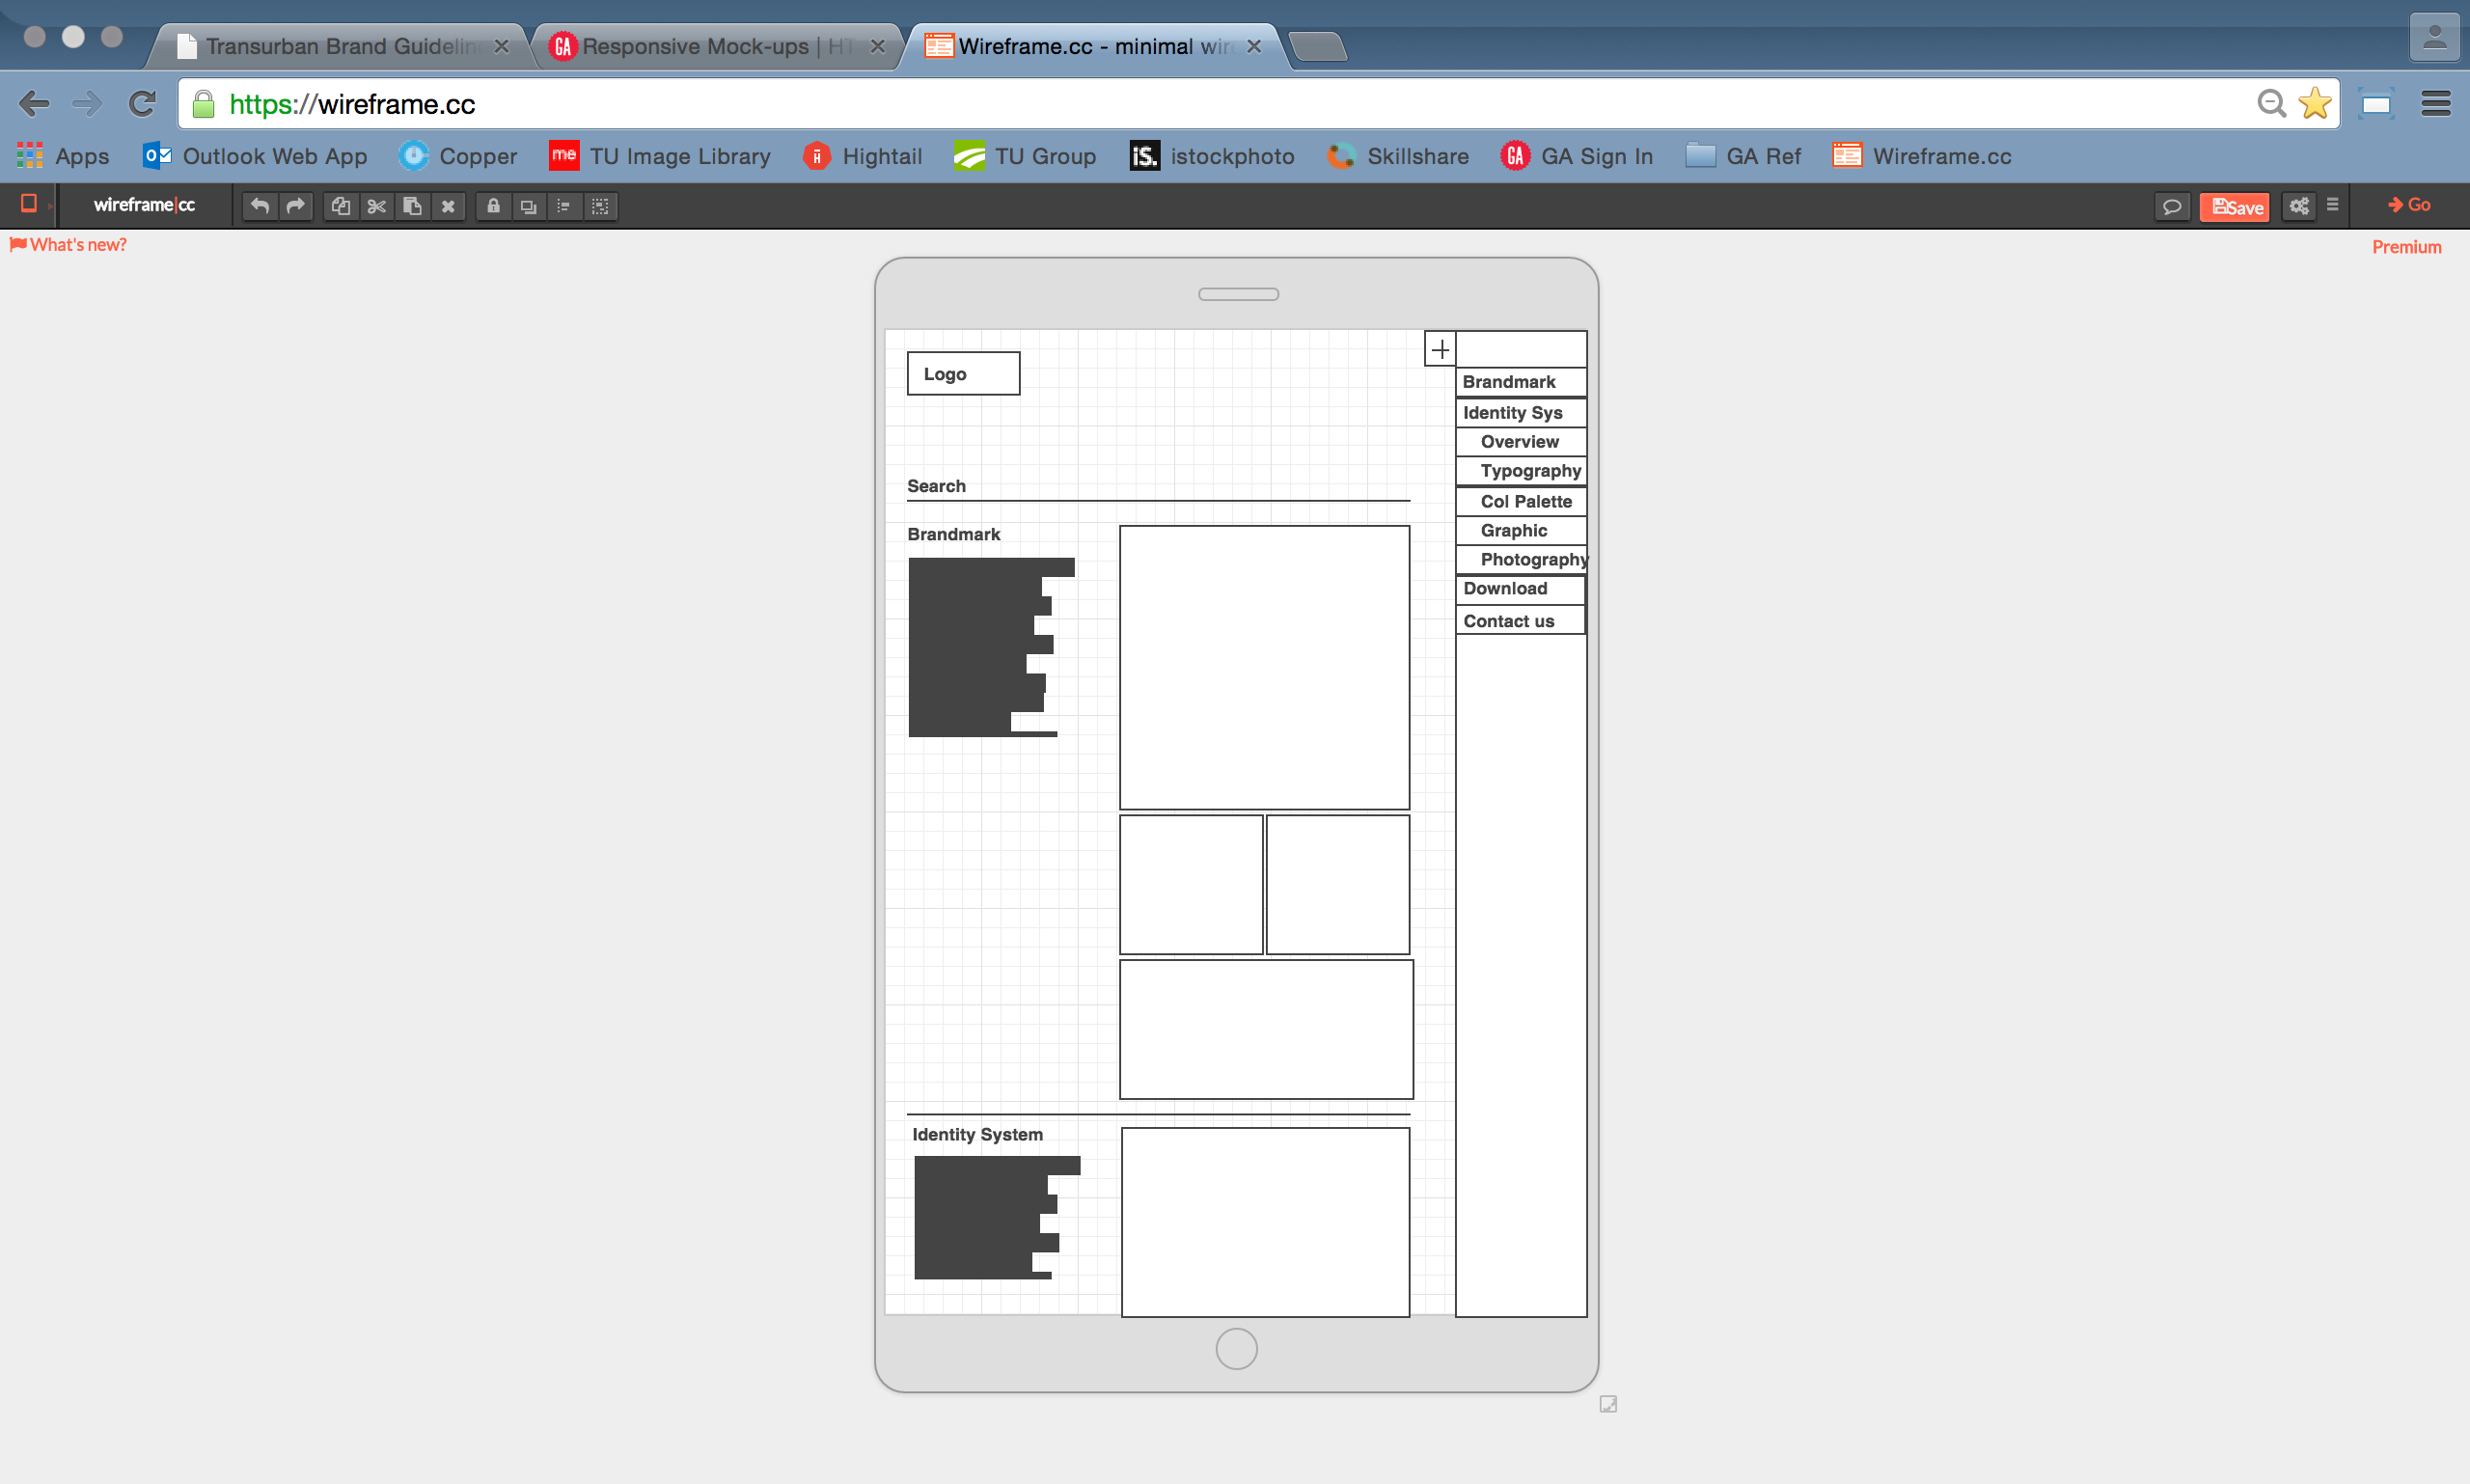 Transurban Brand Guidelin
Responsive Mock-ups | HT
Wireframe.cc - minimal wir
https://wireframe.cc
Apps
Outlook Web App
Copper
me
TU Image Library
Hightail
TU Group
iS.
istockphoto
Skillshare
GA
GA Sign In
GA Ref
Wireframe.cc
wireframe|cc
Save
Go
What's new?
Premium
Logo
Search
Brandmark
Identity System
Brandmark
Identity Sys
Overview
Typography
Col Palette
Graphic
Photography
Download
Contact us